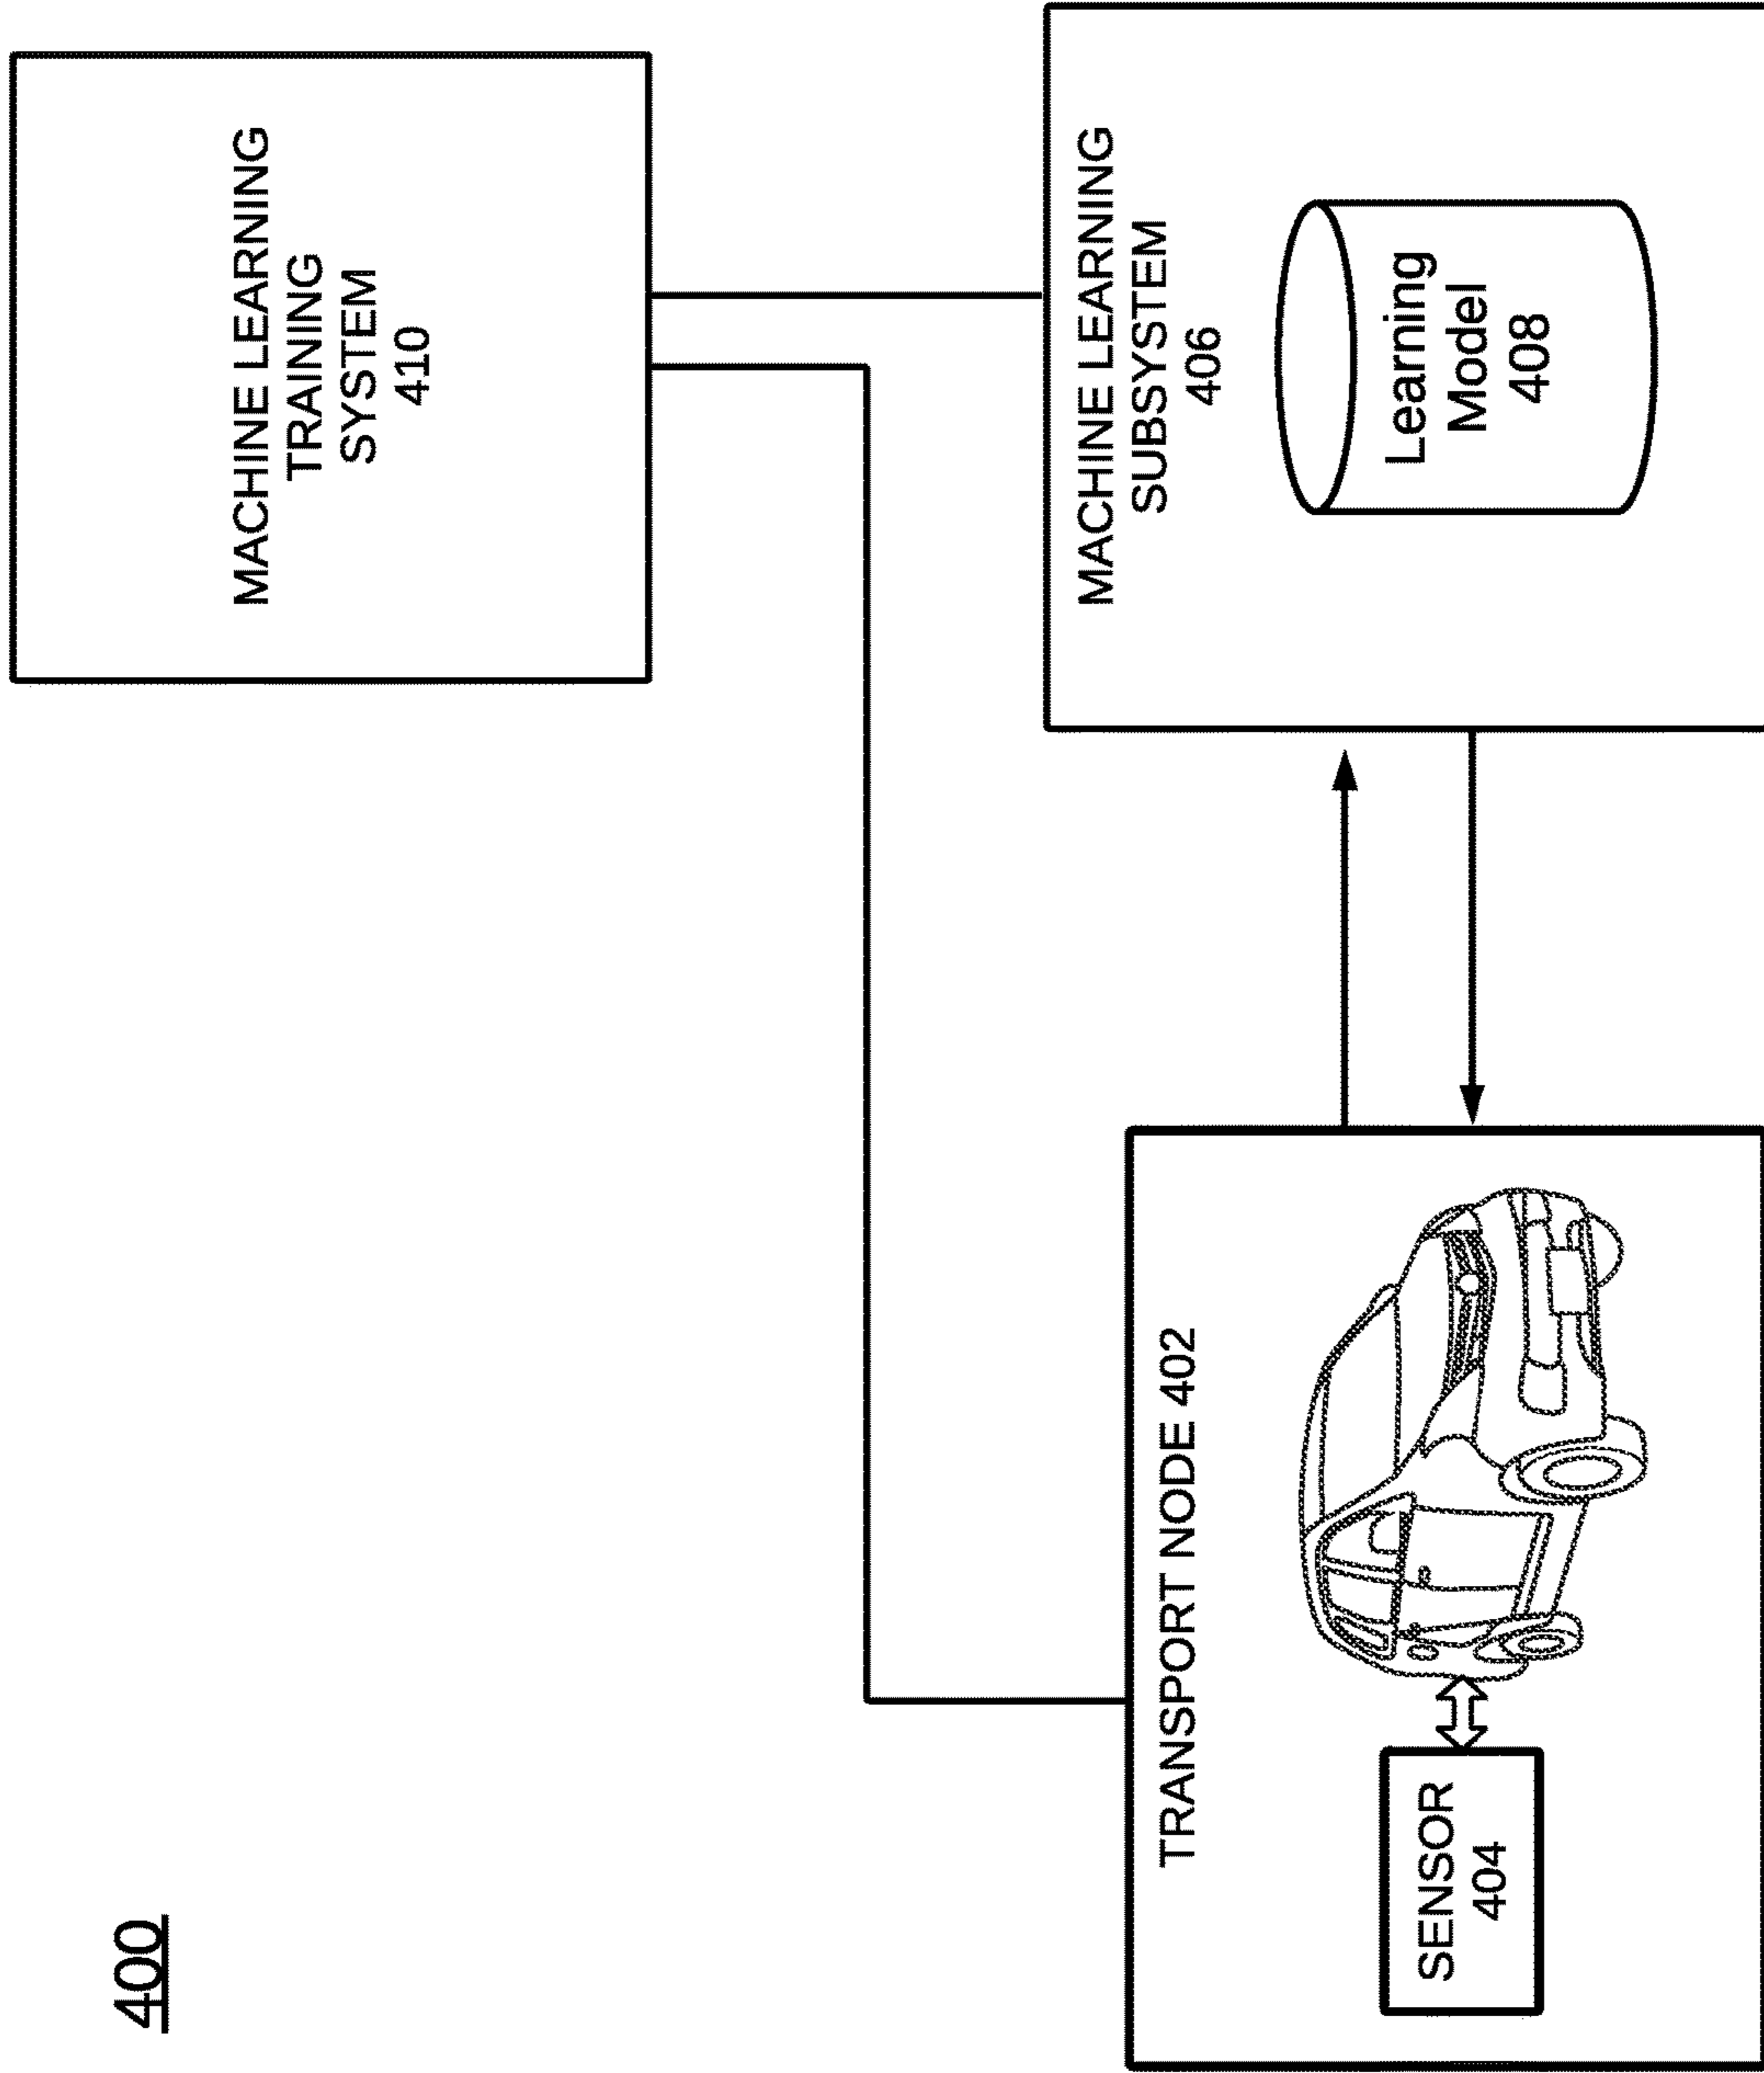 400
MACHINE LEARNING
TRAINING
SYSTEM
410
TRANSPORT NODE 402
SENSOR
404
MACHINE LEARNING
SUBSYSTEM
406
Learning
Model
408